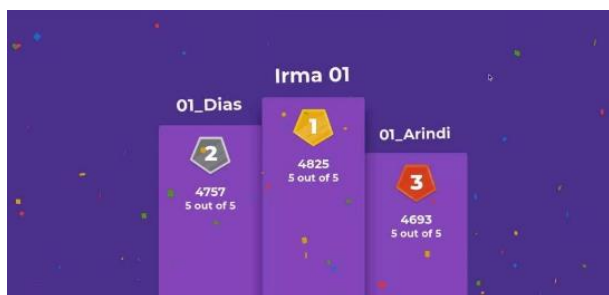 Irma 01
1
4825
5 out of 5
01_Dias
2
4757
5 out of 5
01_Arindi
3
4693
5 out of 5